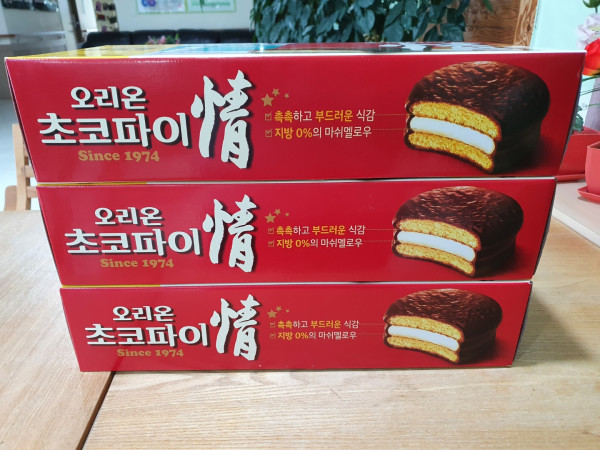 오리온
초코파이 情
Since 1974
촉촉하고 부드러운 식감
지방 0%의 마쉬멜로우
오리온
초코파이 情
Since 1974
촉촉하고 부드러운 식감
지방 0%의 마쉬멜로우
오리온
초코파이 情
Since 1974
촉촉하고 부드러운 식감
지방 0%의 마쉬멜로우